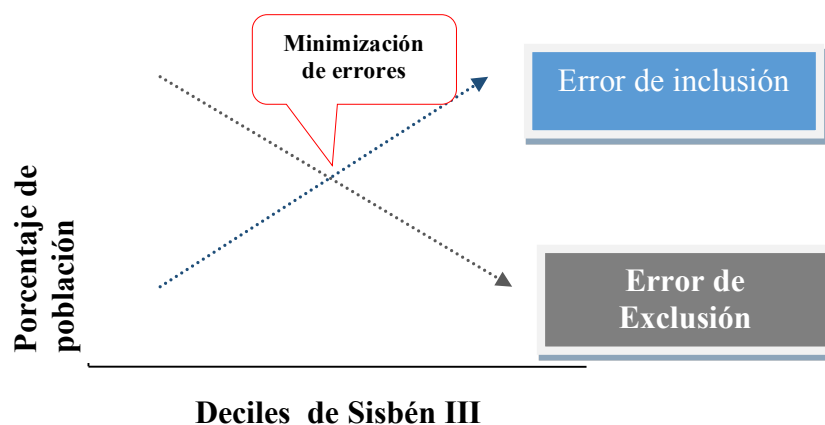 Minimización
de errores
Error de inclusión
Porcentaje de
población
Error de
Exclusión
Deciles de Sisbén III